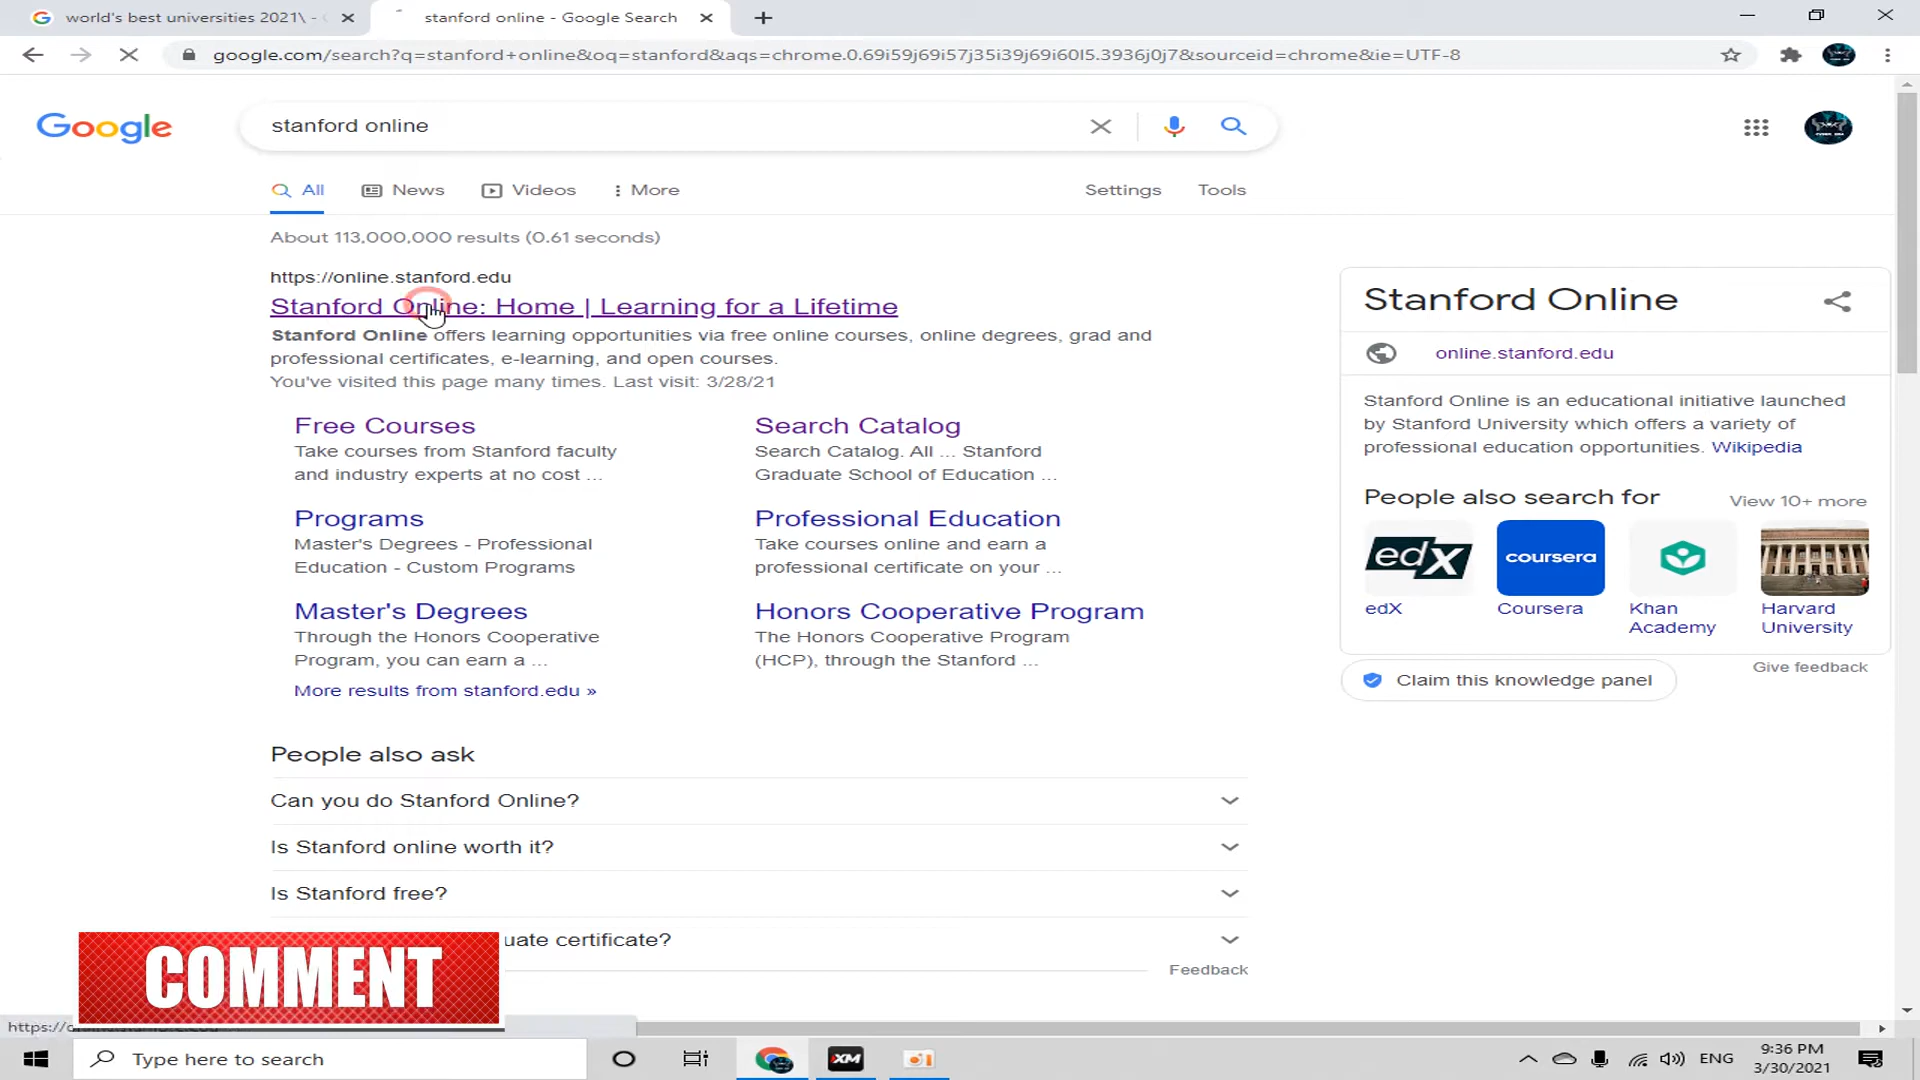 world's best universities 2021\ -
stanford online - Google Search
google.com/search?q=stanford+online&oq=stanford&aqs=chrome.0.69i59j69i57j35i39j69i60l5.3936j0j7&sourceid=chrome&ie=UTF-8
Google
stanford online
All
News
Videos
More
Settings
Tools
About 113,000,000 results (0.61 seconds)
https://online.stanford.edu
Stanford Online: Home | Learning for a Lifetime
Stanford Online offers learning opportunities via free online courses, online degrees, grad and
professional certificates, e-learning, and open courses.
You've visited this page many times. Last visit: 3/28/21
Free Courses
Take courses from Stanford faculty
and industry experts at no cost ...
Search Catalog
Search Catalog. All ... Stanford
Graduate School of Education ...
Programs
Master's Degrees - Professional
Education - Custom Programs
Professional Education
Take courses online and earn a
professional certificate on your ...
Master's Degrees
Through the Honors Cooperative
Program, you can earn a ...
Honors Cooperative Program
The Honors Cooperative Program
(HCP), through the Stanford ...
More results from stanford.edu »
People also ask
Can you do Stanford Online?
Is Stanford online worth it?
Is Stanford free?
uate certificate?
Feedback
Stanford Online
online.stanford.edu
Stanford Online is an educational initiative launched
by Stanford University which offers a variety of
professional education opportunities. Wikipedia
People also search for
View 10+ more
edX
coursera
edX
Coursera
Khan
Academy
Harvard
University
Give feedback
Claim this knowledge panel
COMMENT
Type here to search
XM
ENG
9:36 PM
3/30/2021